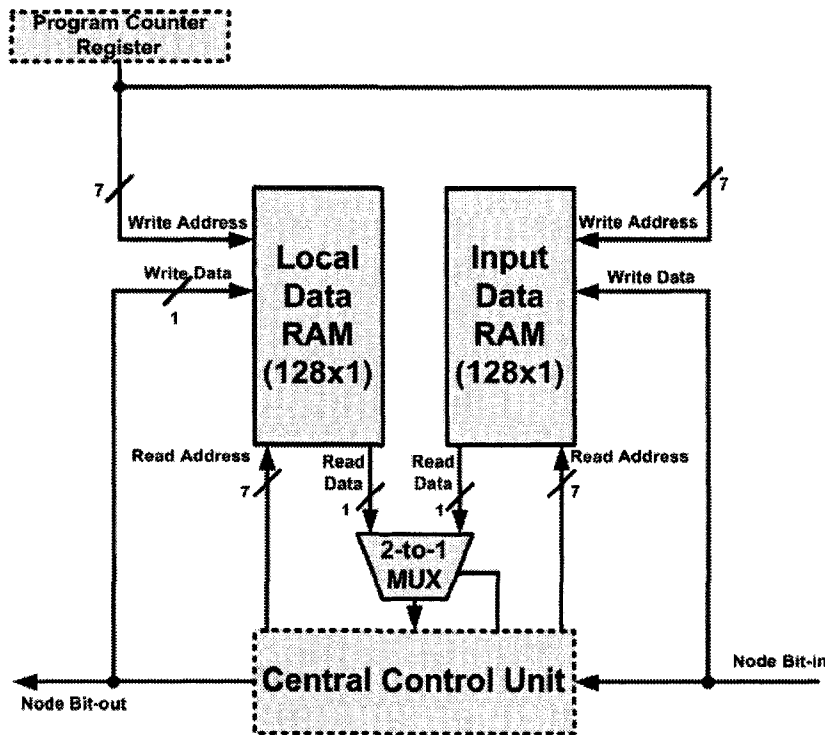 Program Counter
Register
7
7
Write Address
Write Address
Write Data
Write Data
1
Local
Data
RAM
(128x1)
Input
Data
RAM
(128x1)
Read Address
7
Read
Data
1
Read
Data
1
Read Address
7
2-to-1
MUX
Central Control Unit
Node Bit-in
Node Bit-out